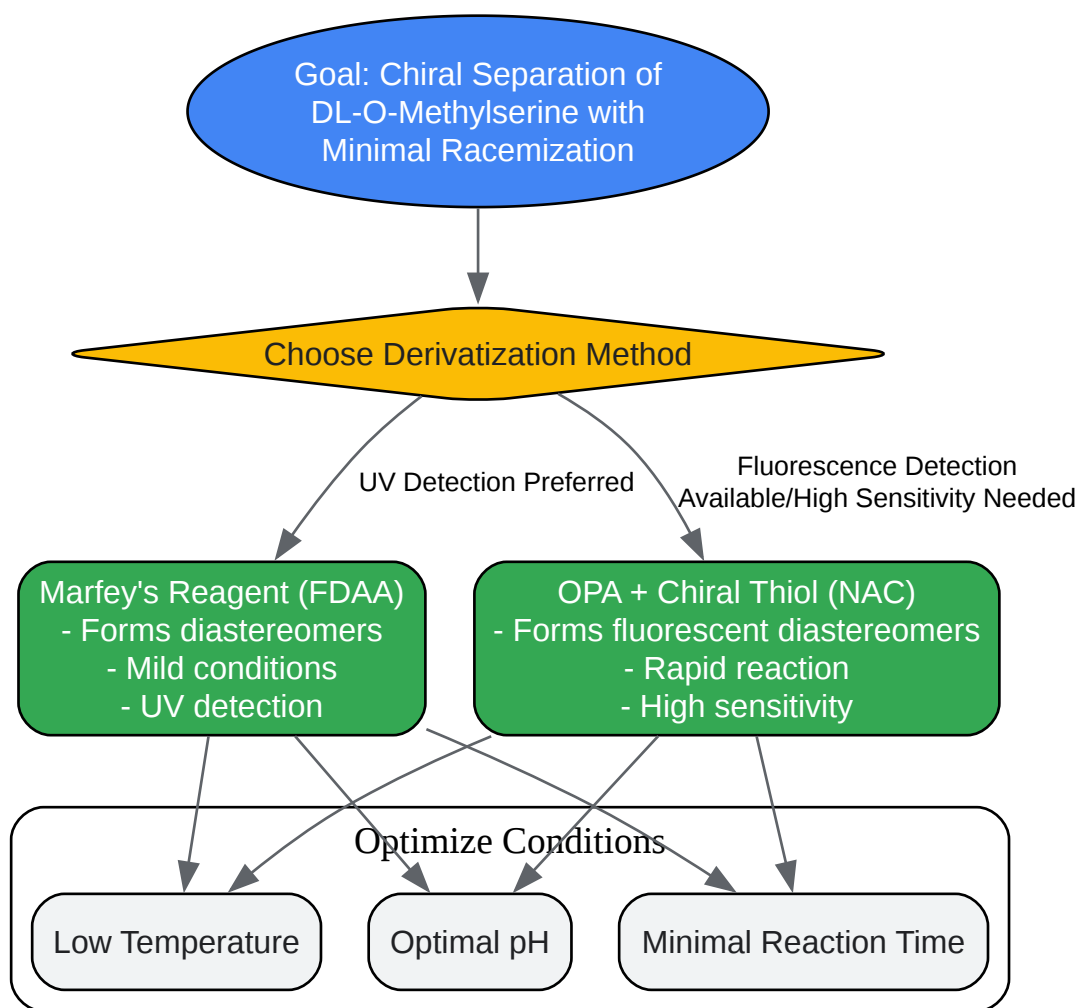 Goal: Chiral Separation of
DL-O-Methylserine with
Minimal Racemization
Choose Derivatization Method
UV Detection Preferred
Fluorescence Detection
Available/High Sensitivity Needed
Marfey's Reagent (FDAA)
- Forms diastereomers
- Mild conditions
- UV detection
OPA + Chiral Thiol (NAC)
- Forms fluorescent diastereomers
- Rapid reaction
- High sensitivity
Optimize Conditions
Low Temperature
Optimal pH
Minimal Reaction Time